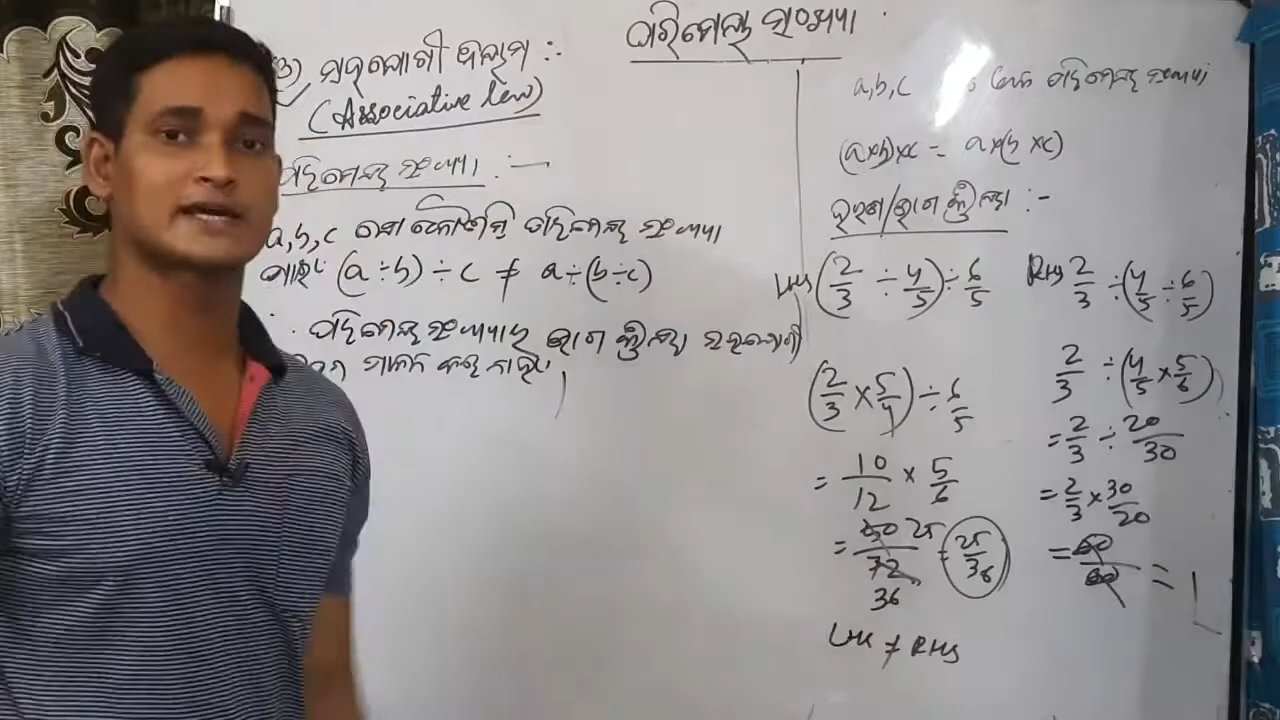 ପରିମେୟ ସଂଖ୍ୟା
ସହଯୋଗୀ ନିୟମ :
(Associative law)
ପରିମେୟ ସଂଖ୍ୟା :—
a, b, c ଯେ କୌଣସି ପରିମେୟ ସଂଖ୍ୟା
ପାଇଁ (a ÷ b) ÷ c ≠ a ÷ (b ÷ c)
ପରିମେୟ ସଂଖ୍ୟାର ଭାଗ କ୍ରିୟା ସହଯୋଗୀ
ପାଳନ କରେ ନାହିଁ।
a, b, c ପରିମେୟ ସଂଖ୍ୟା
(a×b)×c = a×(b×c)
ହରଣ/ଭାଗ କ୍ରିୟା :-
LHS (2/3 ÷ 4/5) ÷ 6/5
(2/3 × 5/4) ÷ 6/5
= 10/12 × 5/6
= 50/72 25/36 = 25/36
LHS ≠ RHS
RHS 2/3 ÷ (4/5 ÷ 6/5)
2/3 ÷ (4/5 × 5/6)
= 2/3 ÷ 20/30
= 2/3 × 30/20
= 60/60 = 1